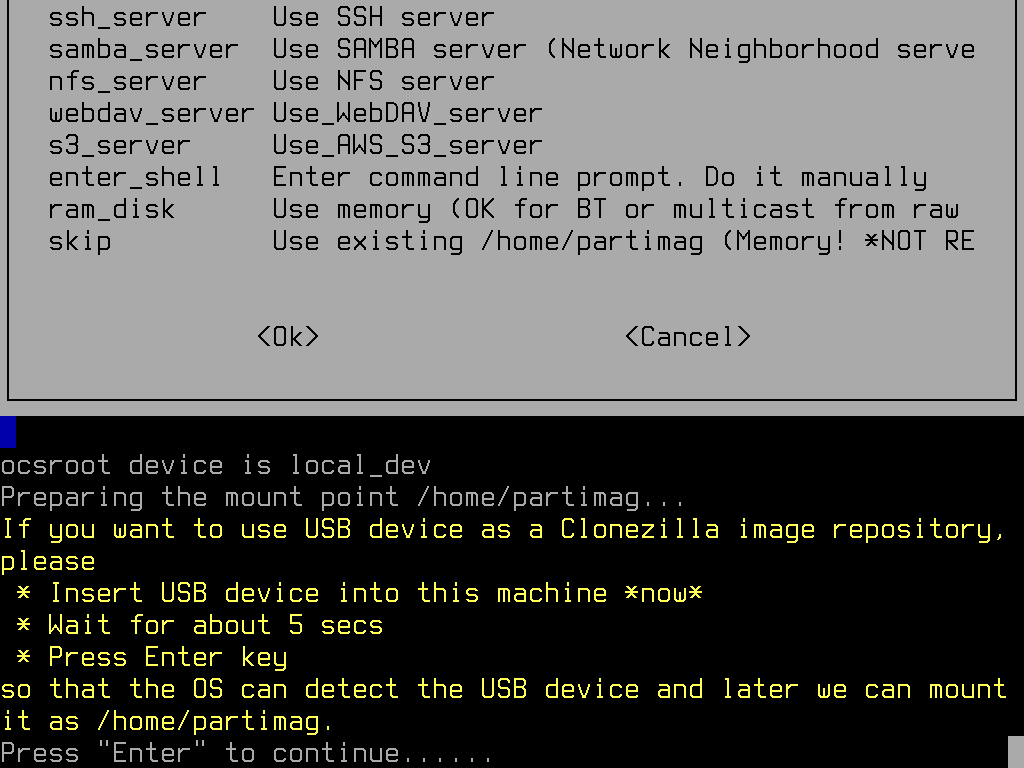 ssh_server Use SSH server
samba_server Use SAMBA server (Network Neighborhood serve
nfs_server Use NFS server
webdav_server Use_WebDAV_server
s3_server Use_AWS_S3_server
enter_shell Enter command line prompt. Do it manually
ram_disk Use memory (OK for BT or multicast from raw
skip Use existing /home/partimag (Memory! *NOT RE
<Ok> <Cancel>
ocsroot device is local_dev
Preparing the mount point /home/partimag...
If you want to use USB device as a Clonezilla image repository,
please
* Insert USB device into this machine *now*
* Wait for about 5 secs
* Press Enter key
so that the OS can detect the USB device and later we can mount
it as /home/partimag.
Press "Enter" to continue......